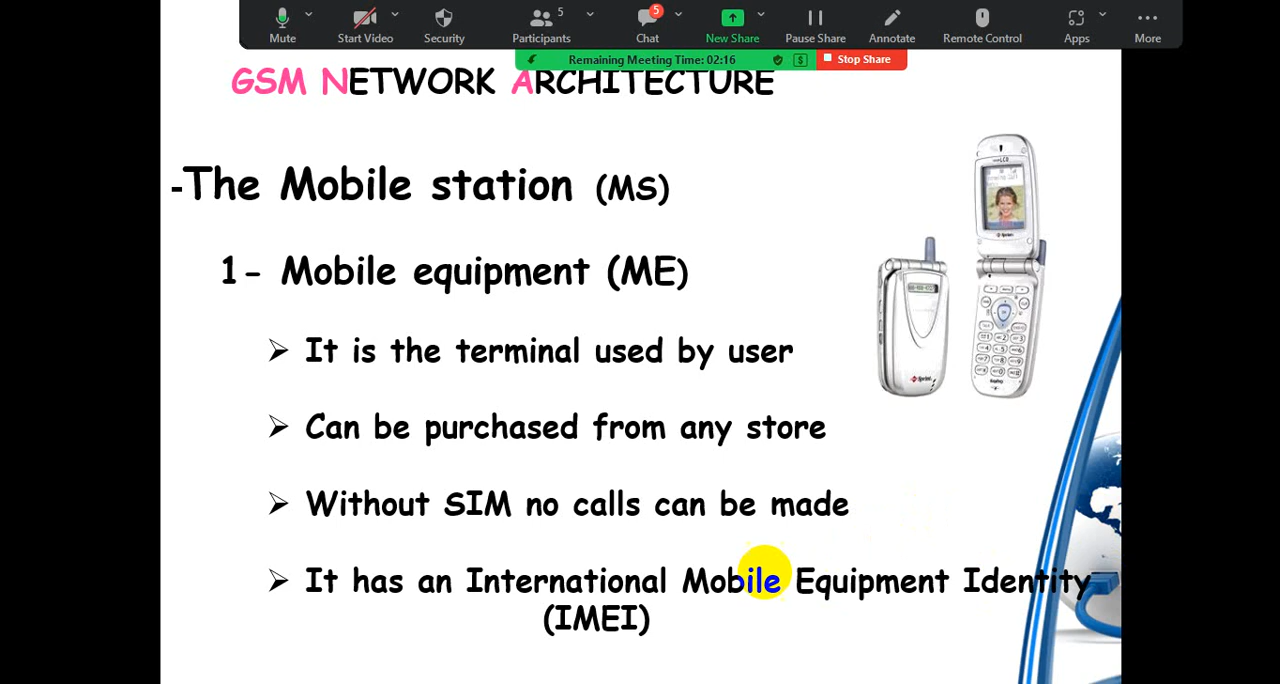 5
5
Mute
Start Video
Security
Participants
Chat
New Share
Pause Share
Annotate
Remote Control
Apps
More
Remaining Meeting Time: 02:16
Stop Share
GSM NETWORK ARCHITECTURE
-The Mobile station (MS)
1- Mobile equipment (ME)
➢ It is the terminal used by user
➢ Can be purchased from any store
➢ Without SIM no calls can be made
➢ It has an International Mobile Equipment Identity
(IMEI)
Sprint